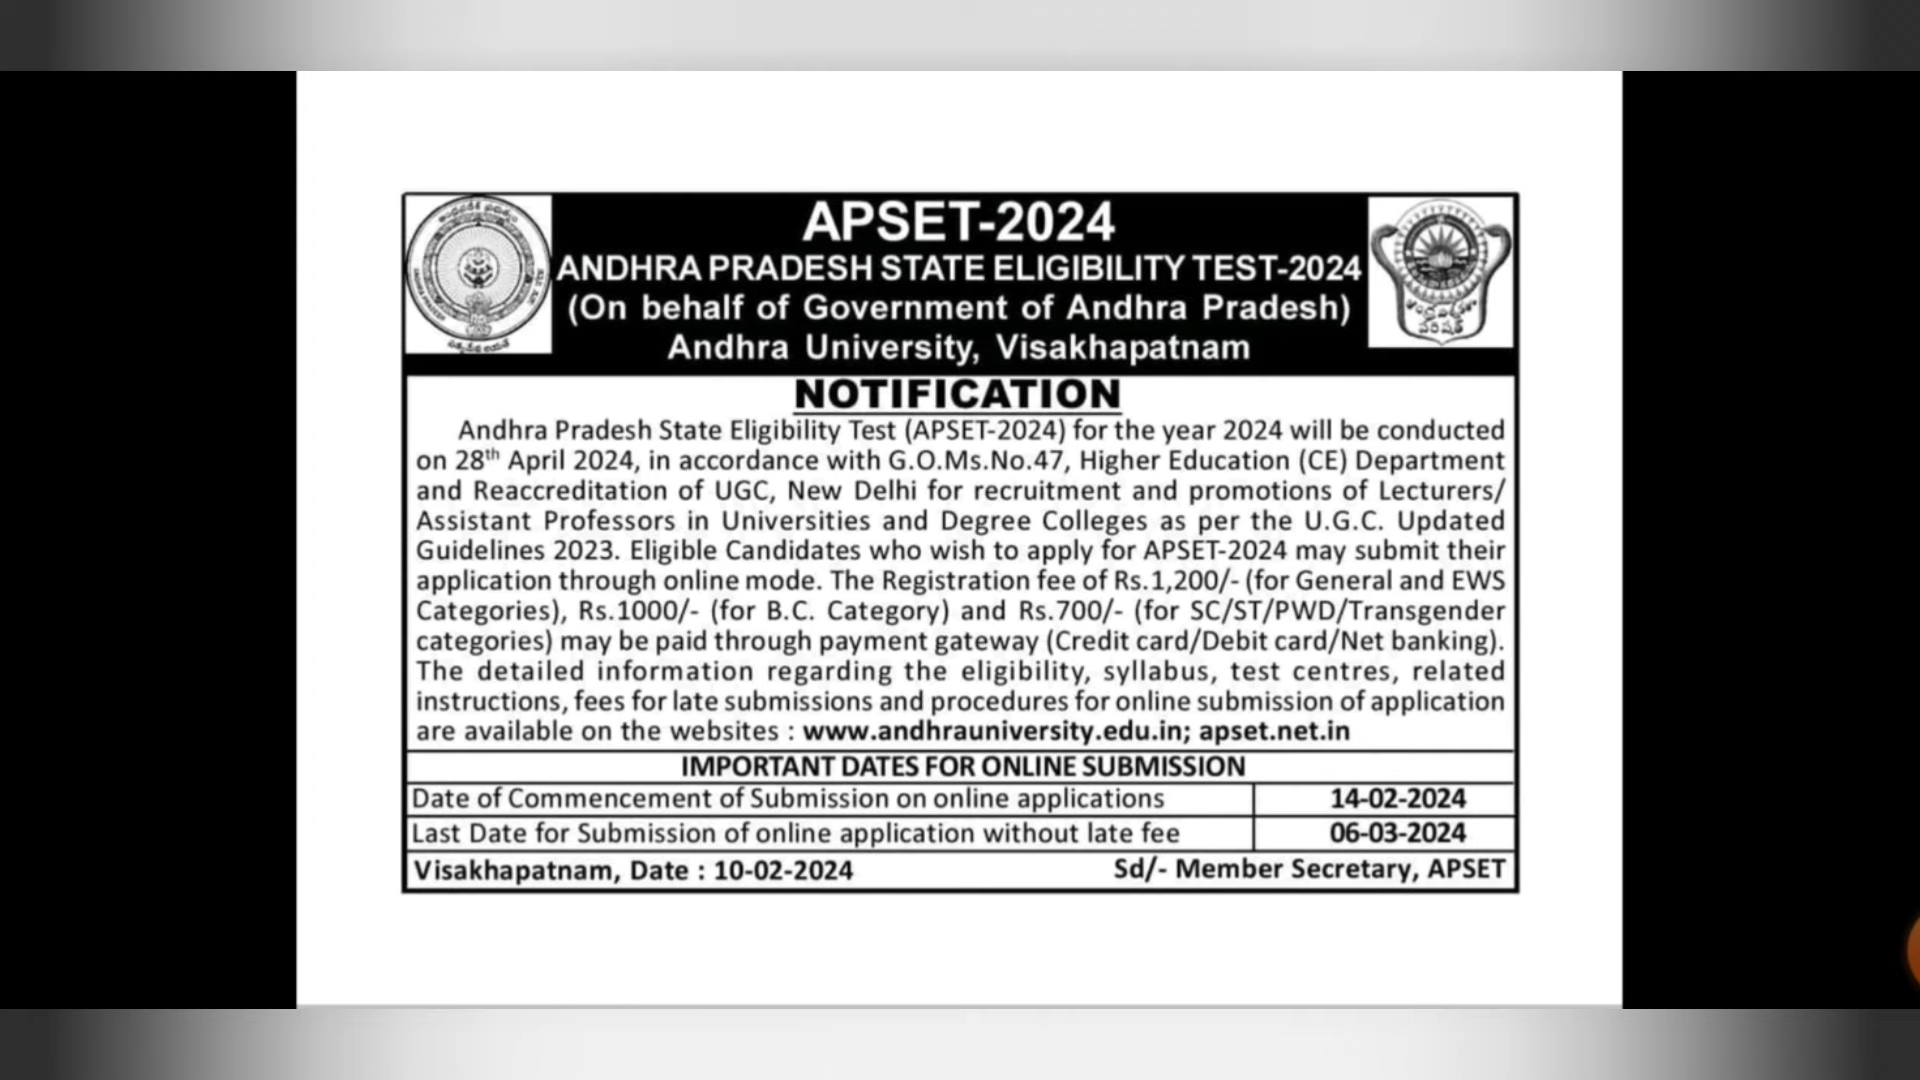 APSET-2024
ANDHRA PRADESH STATE ELIGIBILITY TEST-2024
(On behalf of Government of Andhra Pradesh)
Andhra University, Visakhapatnam
NOTIFICATION
Andhra Pradesh State Eligibility Test (APSET-2024) for the year 2024 will be conducted
on 28th April 2024, in accordance with G.O.Ms.No.47, Higher Education (CE) Department
and Reaccreditation of UGC, New Delhi for recruitment and promotions of Lecturers/
Assistant Professors in Universities and Degree Colleges as per the U.G.C. Updated
Guidelines 2023. Eligible Candidates who wish to apply for APSET-2024 may submit their
application through online mode. The Registration fee of Rs.1,200/- (for General and EWS
Categories), Rs.1000/- (for B.C. Category) and Rs.700/- (for SC/ST/PWD/Transgender
categories) may be paid through payment gateway (Credit card/Debit card/Net banking).
The detailed information regarding the eligibility, syllabus, test centres, related
instructions, fees for late submissions and procedures for online submission of application
are available on the websites : www.andhrauniversity.edu.in; apset.net.in
IMPORTANT DATES FOR ONLINE SUBMISSION
Date of Commencement of Submission on online applications 14-02-2024
Last Date for Submission of online application without late fee 06-03-2024
Visakhapatnam, Date : 10-02-2024 Sd/- Member Secretary, APSET